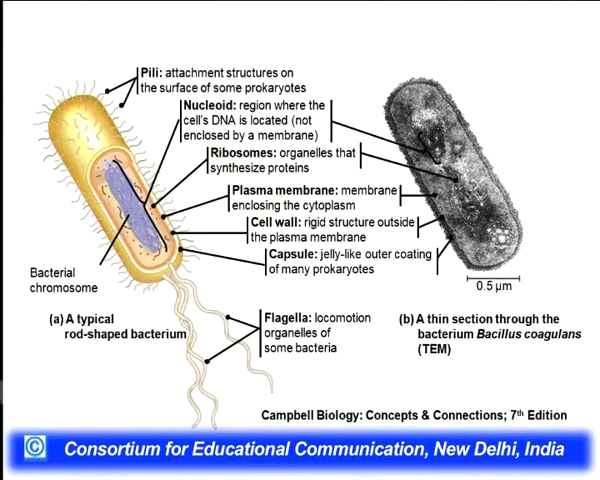 Pili: attachment structures on
the surface of some prokaryotes
Nucleoid: region where the
cell's DNA is located (not
enclosed by a membrane)
Ribosomes: organelles that
synthesize proteins
Plasma membrane: membrane
enclosing the cytoplasm
Cell wall: rigid structure outside
the plasma membrane
Capsule: jelly-like outer coating
of many prokaryotes
Bacterial
chromosome
0.5 µm
(a) A typical
rod-shaped bacterium
Flagella: locomotion
organelles of
some bacteria
(b) A thin section through the
bacterium Bacillus coagulans
(TEM)
Campbell Biology: Concepts & Connections; 7th Edition
© Consortium for Educational Communication, New Delhi, India